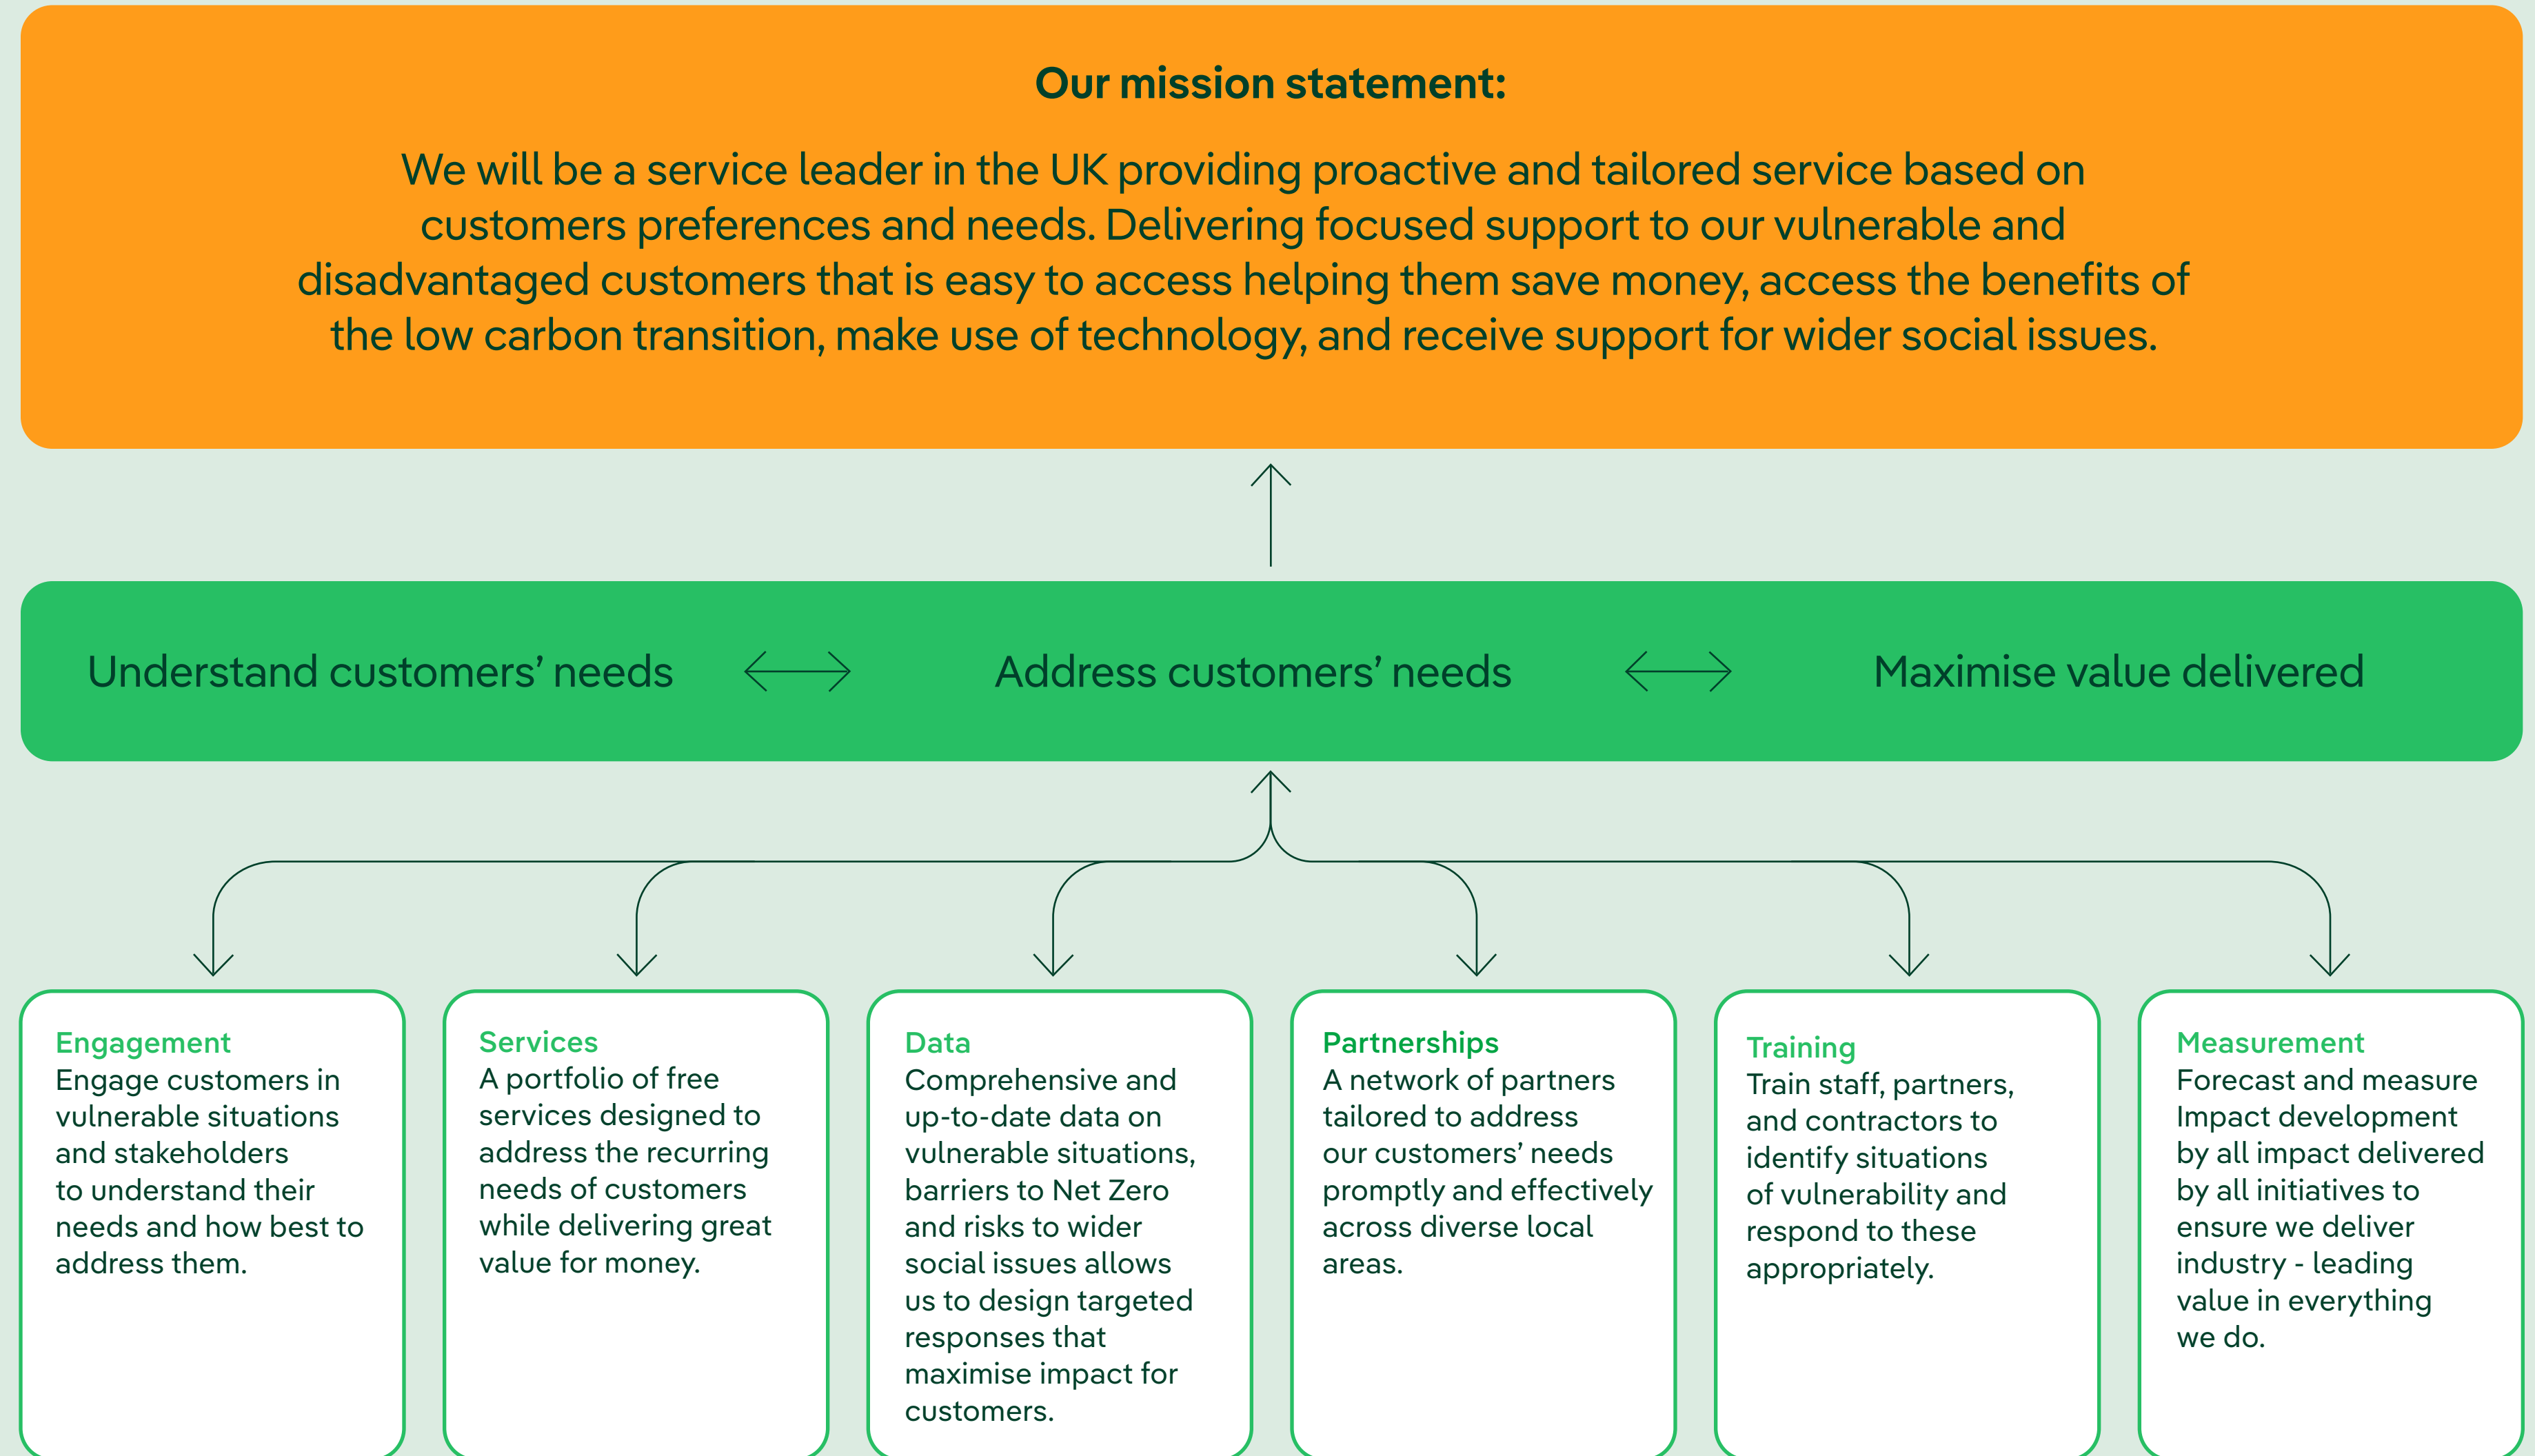 Our mission statement:
We will be a service leader in the UK providing proactive and tailored service based on
customers preferences and needs. Delivering focused support to our vulnerable and
disadvantaged customers that is easy to access helping them save money, access the benefits of
the low carbon transition, make use of technology, and receive support for wider social issues.
Understand customers’ needs
Address customers’ needs
Maximise value delivered
Engagement
Engage customers in
vulnerable situations
and stakeholders
to understand their
needs and how best to
address them.
Services
A portfolio of free
services designed to
address the recurring
needs of customers
while delivering great
value for money.
Data
Comprehensive and
up-to-date data on
vulnerable situations,
barriers to Net Zero
and risks to wider
social issues allows
us to design targeted
responses that
maximise impact for
customers.
Partnerships
A network of partners
tailored to address
our customers’ needs
promptly and effectively
across diverse local
areas.
Training
Train staff, partners,
and contractors to
identify situations
of vulnerability and
respond to these
appropriately.
Measurement
Forecast and measure
Impact development
by all impact delivered
by all initiatives to
ensure we deliver
industry - leading
value in everything
we do.